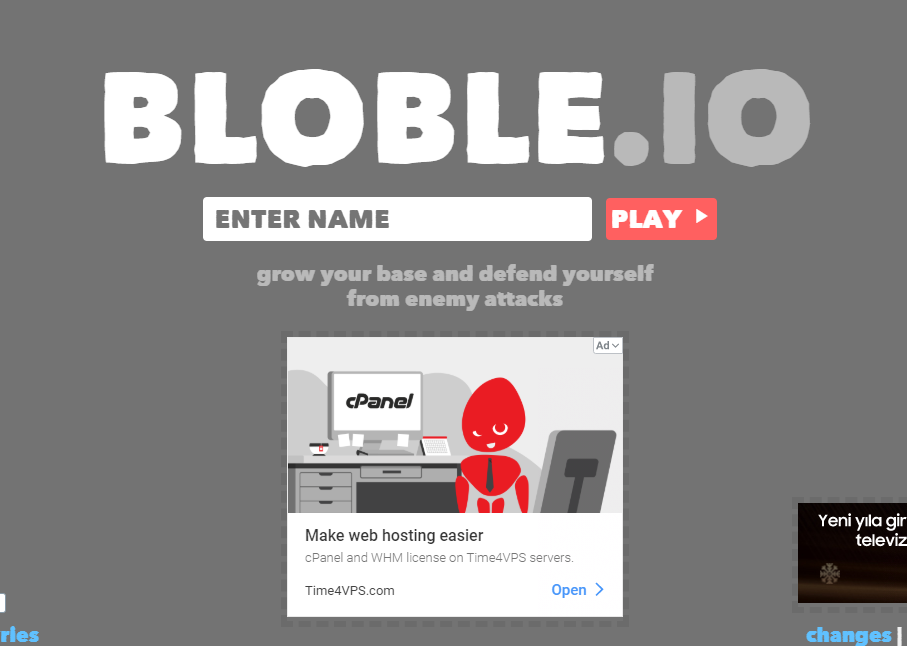 BLOBLE.IO
ENTER NAME
PLAY
grow your base and defend yourself
from enemy attacks
Ad
cPanel
Make web hosting easier
cPanel and WHM license on Time4VPS servers.
Time4VPS.com
Open
Yeni yıla gir
televiz
ries
changes |